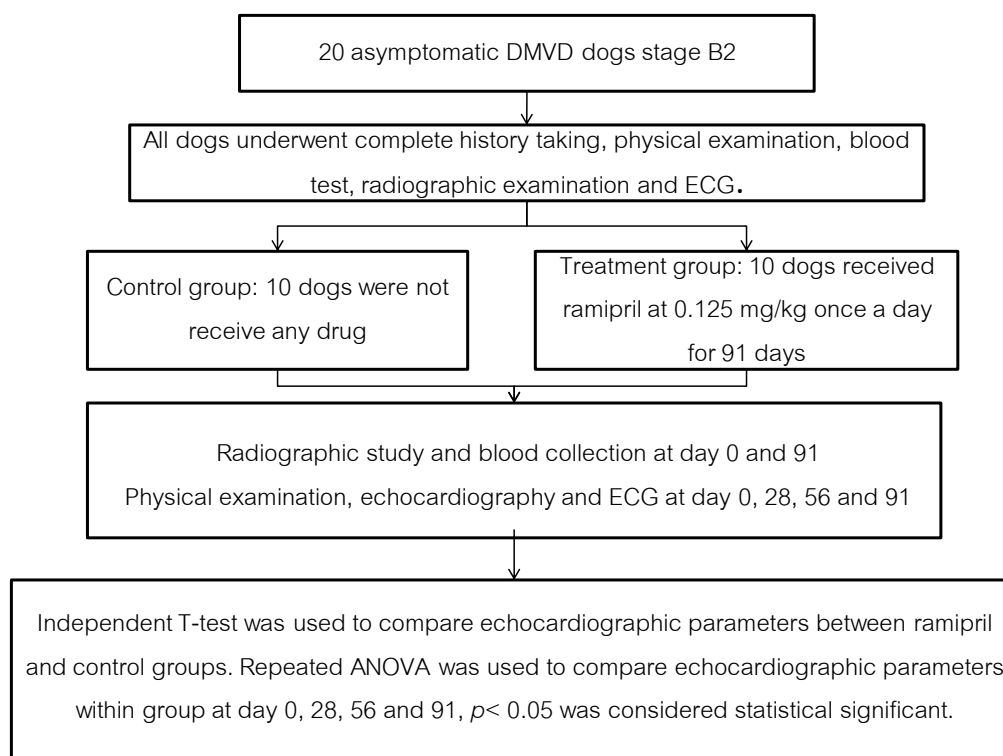 20 asymptomatic DMVD dogs stage B2
All dogs underwent complete history taking, physical examination, blood
test, radiographic examination and ECG.
Control group: 10 dogs were not
receive any drug
Treatment group: 10 dogs received
ramipril at 0.125 mg/kg once a day
for 91 days
Radiographic study and blood collection at day 0 and 91
Physical examination, echocardiography and ECG at day 0, 28, 56 and 91
Independent T-test was used to compare echocardiographic parameters between ramipril
and control groups. Repeated ANOVA was used to compare echocardiographic parameters
within group at day 0, 28, 56 and 91, p< 0.05 was considered statistical significant.